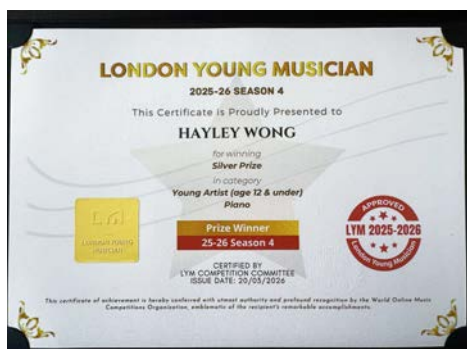 LONDON YOUNG MUSICIAN
2025-26 SEASON 4
This Certificate is Proudly Presented to
HAYLEY WONG
for winning
Silver Prize
in category
Young Artist (age 12 & under)
Piano
LYM
LONDON YOUNG
MUSICIAN
Prize Winner
25-26 Season 4
APPROVED
LYM 2025-2026
London Young Musician
CERTIFIED BY
LYM COMPETITION COMMITTEE
ISSUE DATE: 20/05/2026
This certificate of achievement is hereby conferred with utmost authority and profound recognition by the World Online Music
Competitions Organisation, emblematic of the recipient's remarkable accomplishments.